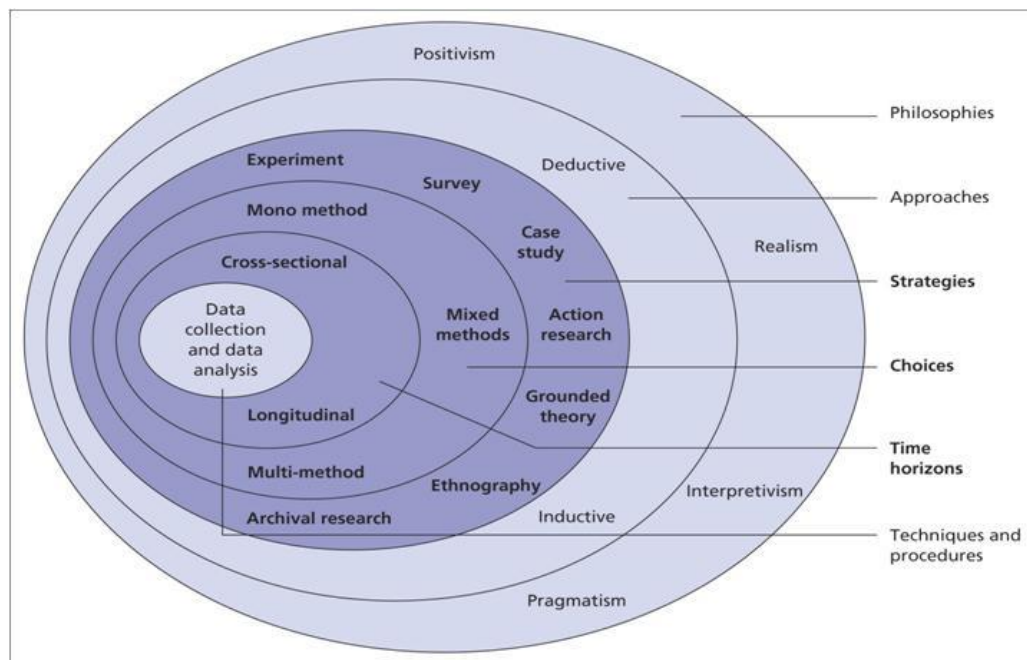 Positivism
Philosophies
Experiment
Deductive
Survey
Approaches
Mono method
Case
study
Realism
Cross-sectional
Strategies
Data
collection
and data
analysis
Mixed
methods
Action
research
Choices
Grounded
theory
Longitudinal
Time
horizons
Multi-method
Ethnography
Interpretivism
Archival research
Inductive
Techniques and
procedures
Pragmatism